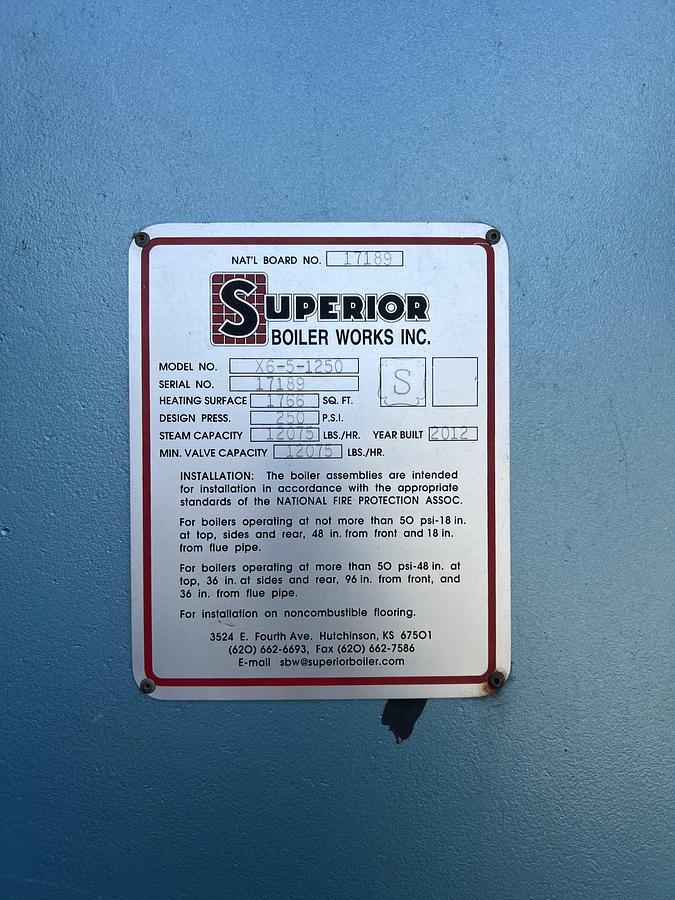 NAT'L BOARD NO. 17189
SUPERIOR
BOILER WORKS INC.
MODEL NO. X6-5-1250
SERIAL NO. 17189
S
HEATING SURFACE 1766 SQ. FT.
DESIGN PRESS. 250 P.S.I.
STEAM CAPACITY 12075 LBS./HR. YEAR BUILT 2012
MIN. VALVE CAPACITY 12075 LBS./HR.
INSTALLATION: The boiler assemblies are intended
for installation in accordance with the appropriate
standards of the NATIONAL FIRE PROTECTION ASSOC.
For boilers operating at not more than 50 psi-18 in.
at top, sides and rear, 48 in. from front and 18 in.
from flue pipe.
For boilers operating at more than 50 psi-48 in. at
top, 36 in. at sides and rear, 96 in. from front, and
36 in. from flue pipe.
For installation on noncombustible flooring.
3524 E. Fourth Ave. Hutchinson, KS 67501
(620) 662-6693, Fax (620) 662-7586
E-mail sbw@superiorboiler.com